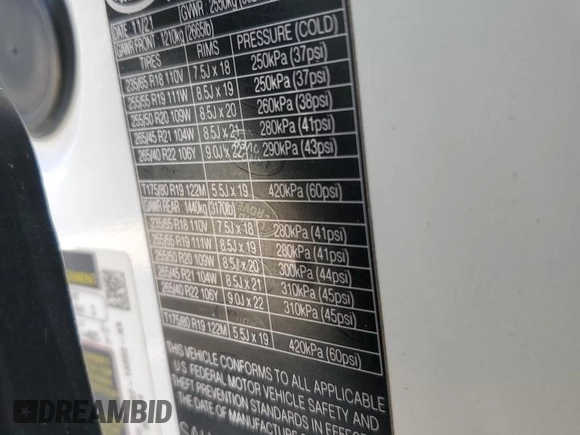 DATE 11/21
GVWR 2550kg
GAWR FRONT 1210kg (2665lb)
TIRES RIMS PRESSURE (COLD)
235/65 R18 110V 7.5J x 18 250kPa (37psi)
255/55 R19 111W 8.5J x 19 250kPa (37psi)
255/50 R20 109W 8.5J x 20 260kPa (38psi)
265/45 R21 104W 8.5J x 21 280kPa (41psi)
265/40 R22 106Y 9.0J x 22 290kPa (43psi)
T175/80 R19 122M 5.5J x 19 420kPa (60psi)
GAWR REAR 1440kg (3170lb)
235/65 R18 110V 7.5J x 18 280kPa (41psi)
255/55 R19 111W 8.5J x 19 280kPa (41psi)
255/50 R20 109W 8.5J x 20 300kPa (44psi)
265/45 R21 104W 8.5J x 21 310kPa (45psi)
265/40 R22 106Y 9.0J x 22 310kPa (45psi)
T175/80 R19 122M 5.5J x 19 420kPa (60psi)
THIS VEHICLE CONFORMS TO ALL APPLICABLE
U.S. FEDERAL MOTOR VEHICLE SAFETY AND
THEFT PREVENTION STANDARDS IN EFFECT
THE DATE OF MANUFACTURE
DREAMBID